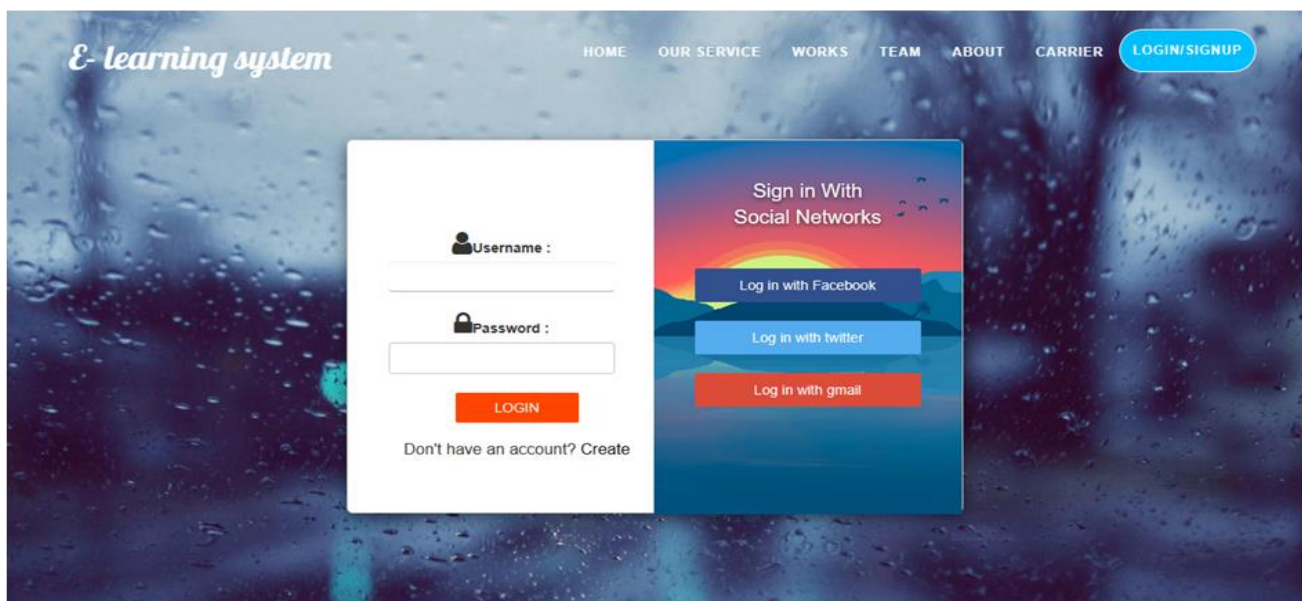 E- learning system
HOME OUR SERVICE WORKS TEAM ABOUT CARRIER LOGIN/SIGNUP
Username :
Password :
LOGIN
Don't have an account? Create
Sign in With
Social Networks
Log in with Facebook
Log in with twitter
Log in with gmail